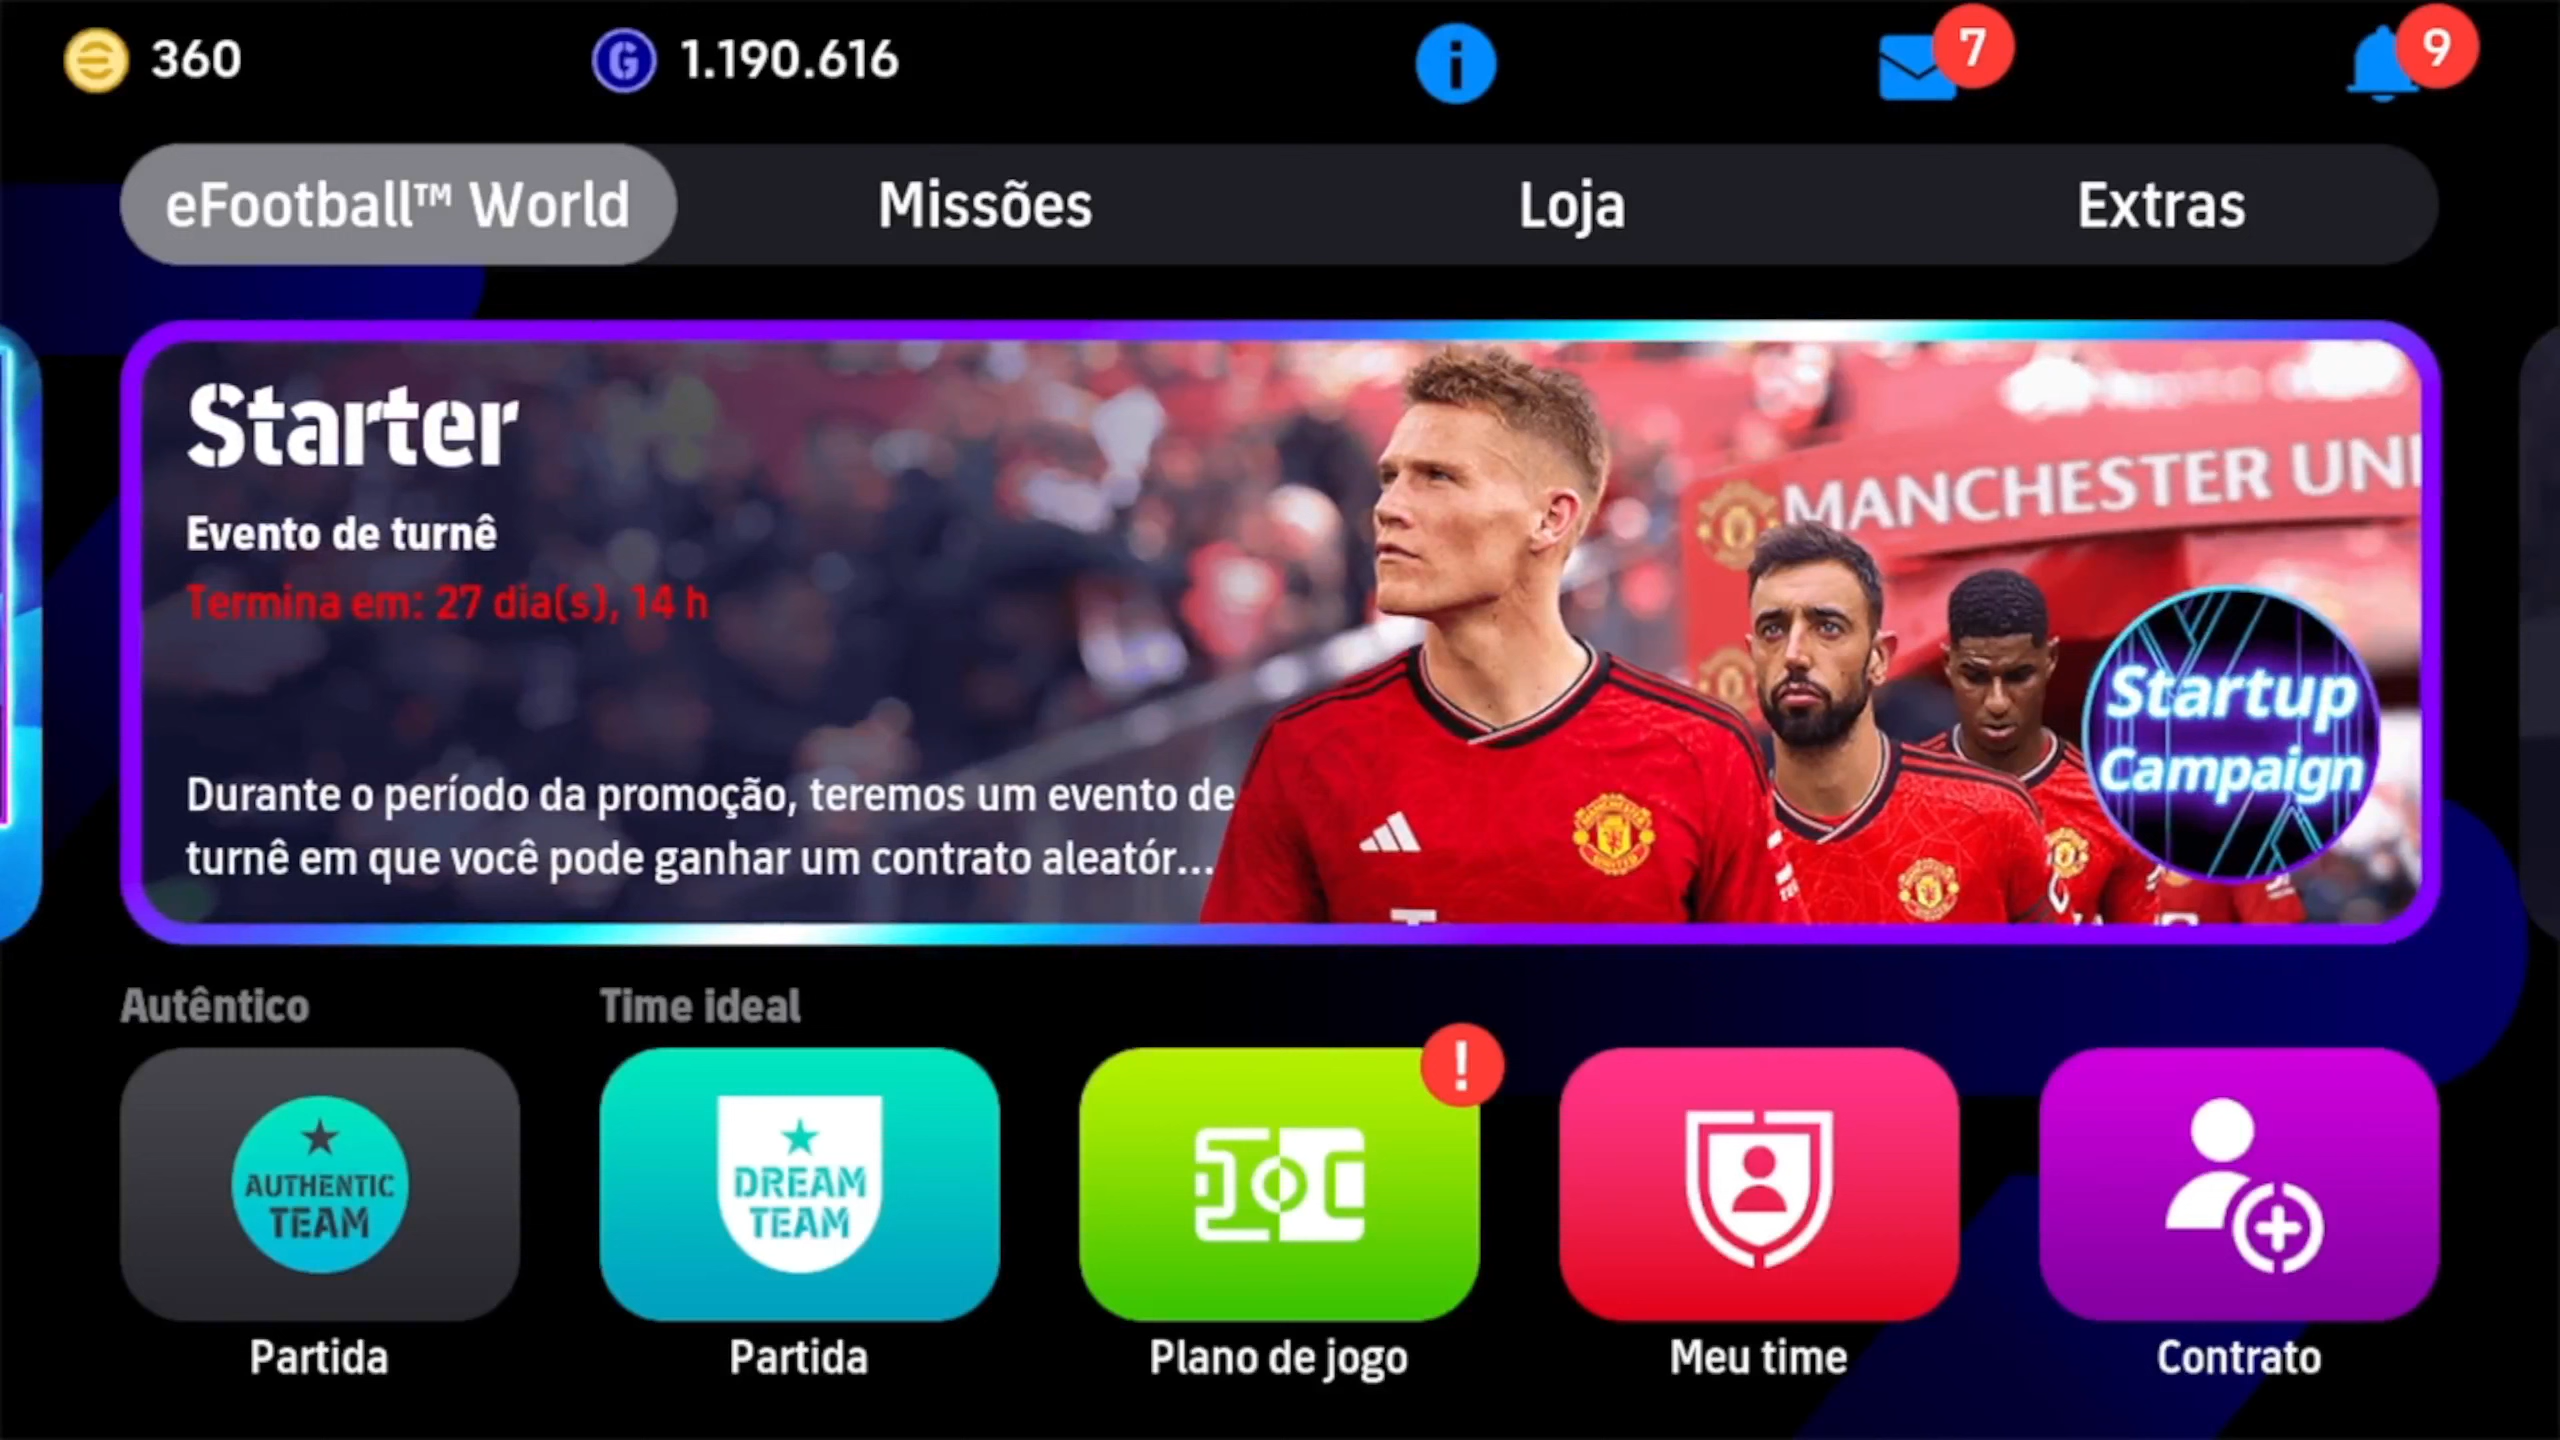 360
1.190.616
7
9
eFootball™ World
Missões
Loja
Extras
Starter
Evento de turnê
Termina em: 27 dia(s), 14 h
Durante o período da promoção, teremos um evento de
turnê em que você pode ganhar um contrato aleatór...
MANCHESTER UNI
Startup
Campaign
Autêntico
Time ideal
AUTHENTIC
TEAM
DREAM
TEAM
!
Partida
Partida
Plano de jogo
Meu time
Contrato